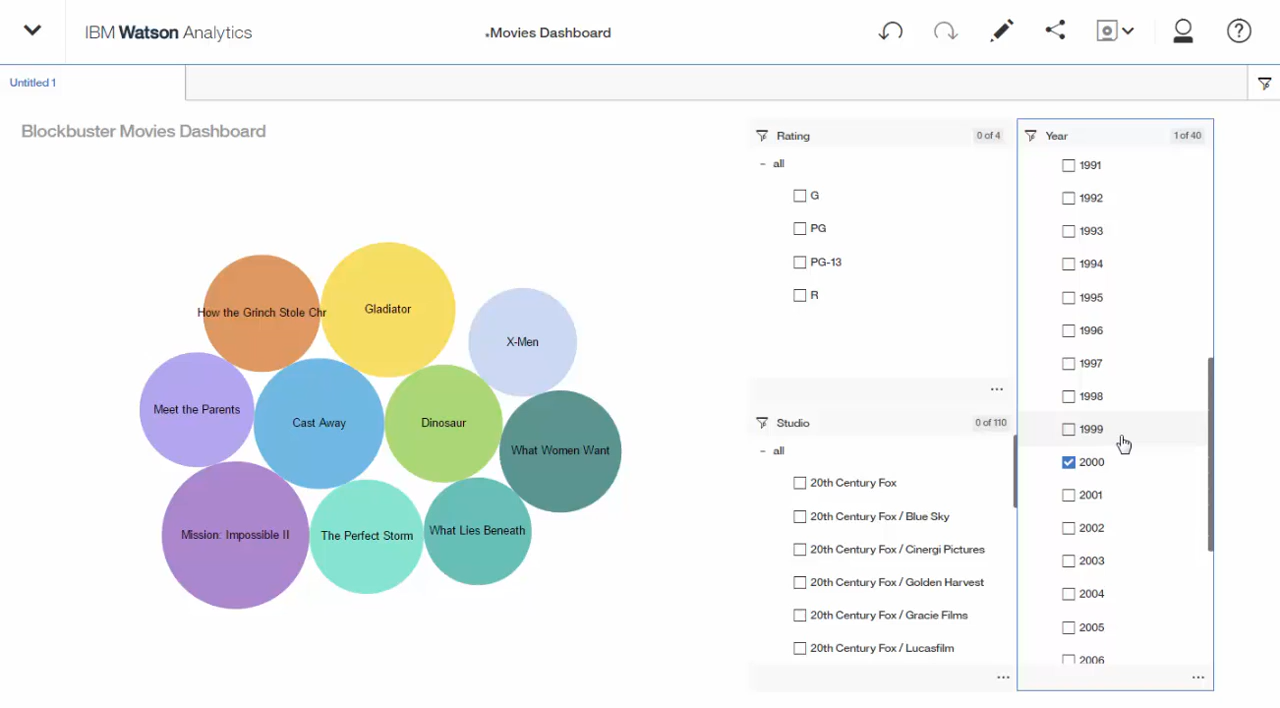 IBM Watson Analytics
Movies Dashboard
Untitled 1
Blockbuster Movies Dashboard
How the Grinch Stole Chr
Gladiator
X-Men
Meet the Parents
Cast Away
Dinosaur
What Women Want
Mission: Impossible II
The Perfect Storm
What Lies Beneath
Rating
0 of 4
all
G
PG
PG-13
R
Studio
0 of 110
all
20th Century Fox
20th Century Fox / Blue Sky
20th Century Fox / Cinergi Pictures
20th Century Fox / Golden Harvest
20th Century Fox / Gracie Films
20th Century Fox / Lucasfilm
Year
1 of 40
1991
1992
1993
1994
1995
1996
1997
1998
1999
2000
2001
2002
2003
2004
2005
2006